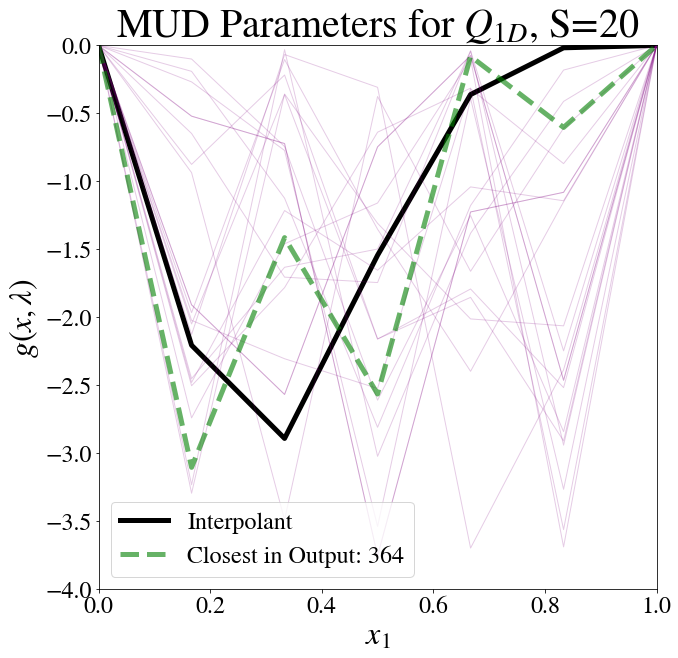 MUD Parameters for Q1D, S=20
g(x, λ)
0.0
−0.5
−1.0
−1.5
−2.0
−2.5
−3.0
−3.5
−4.0
Interpolant
Closest in Output: 364
0.0 0.2 0.4 0.6 0.8 1.0
x1